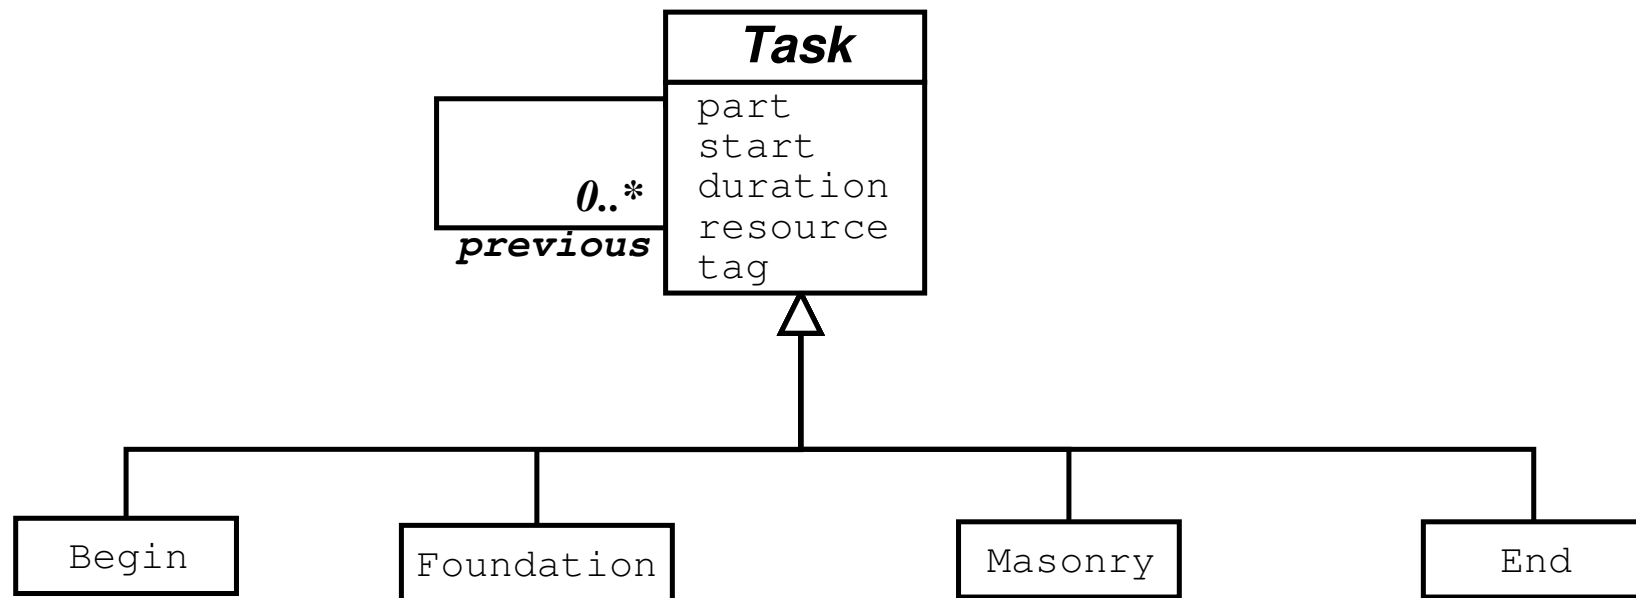 Task
part
start
duration
resource
tag
0..*
previous
Begin
Foundation
Masonry
End